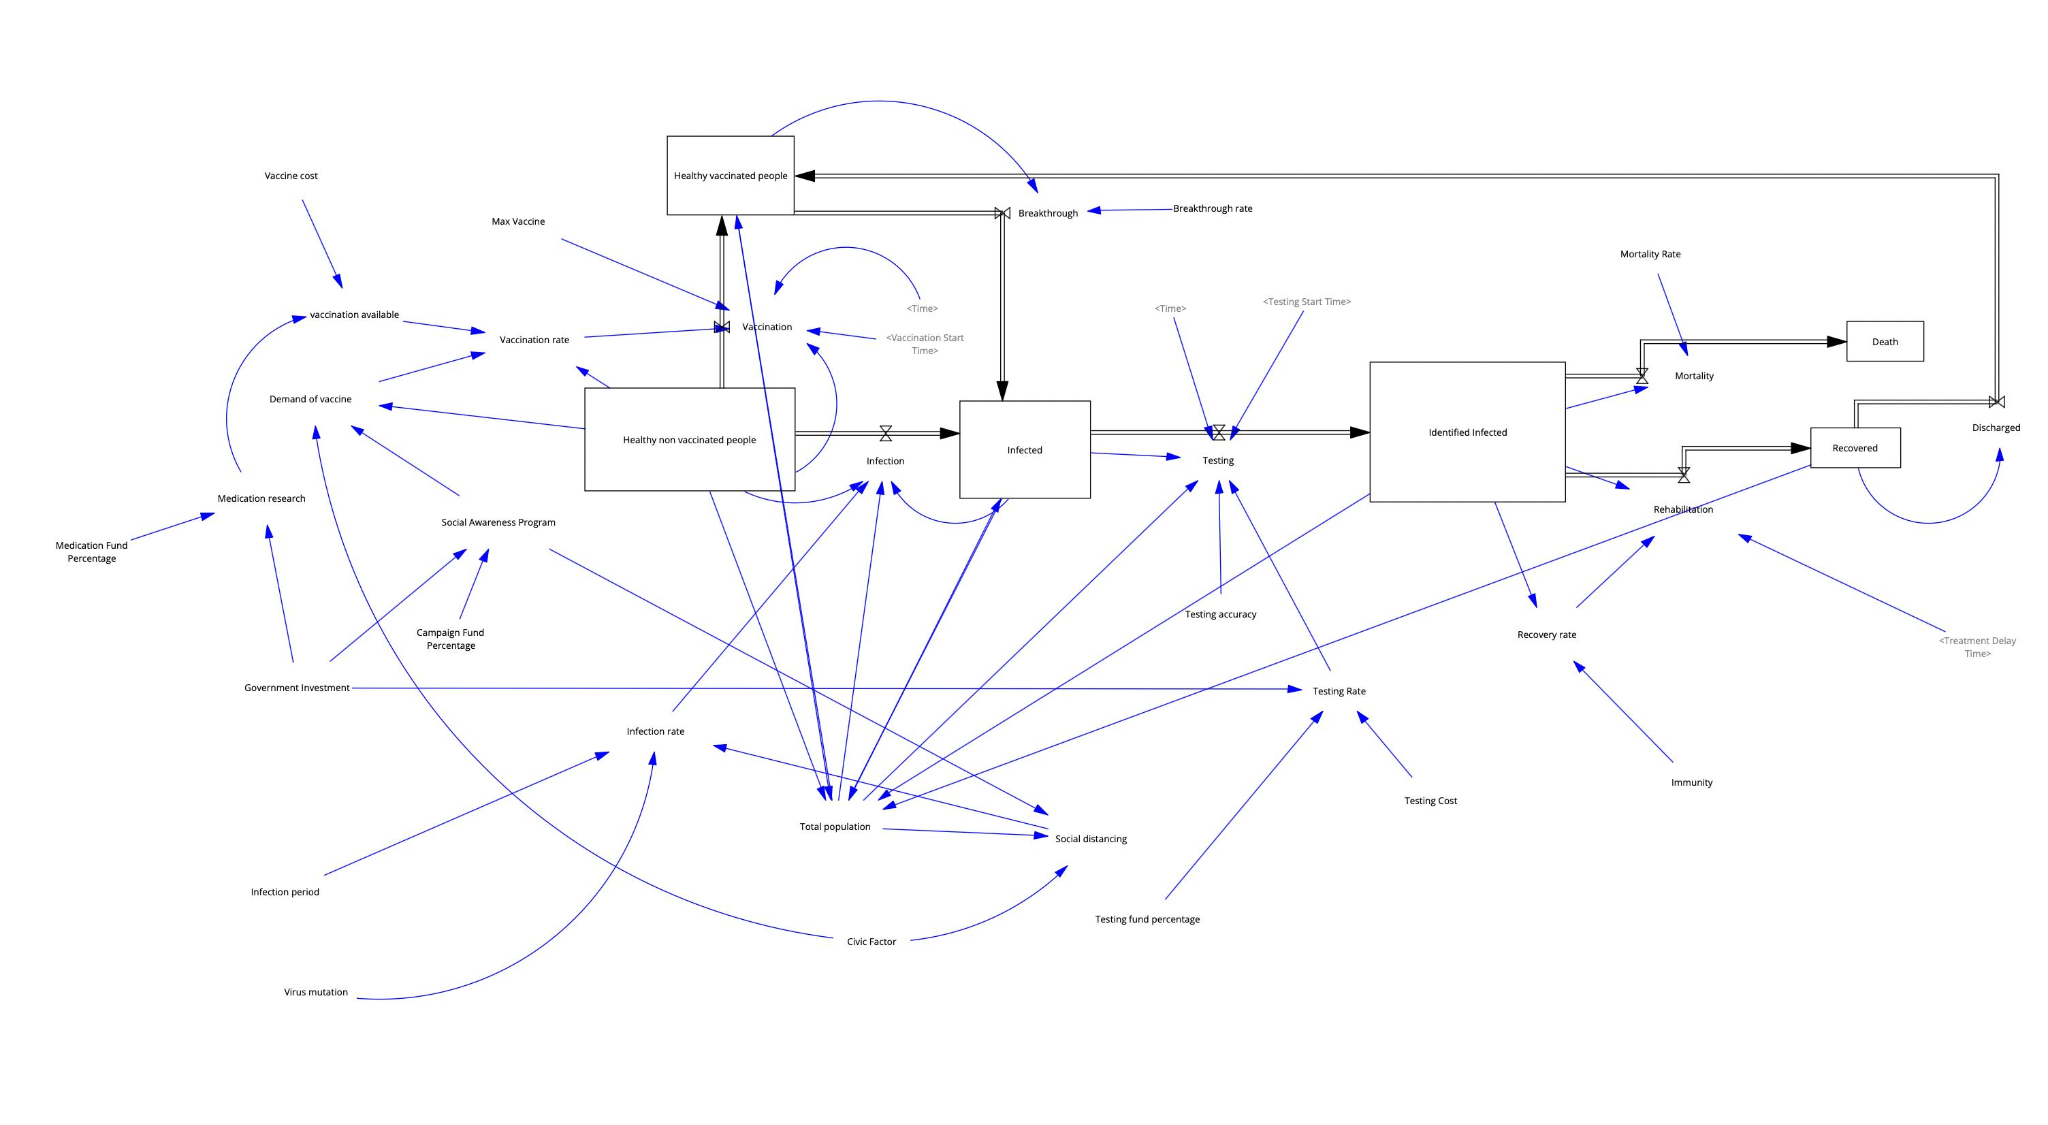 Healthy vaccinated people
Vaccine cost
Breakthrough
Breakthrough rate
Max Vaccine
Mortality Rate
<Time>
<Time>
<Testing Start Time>
vaccination available
Vaccination
Vaccination rate
<Vaccination Start
Time>
Death
Mortality
Demand of vaccine
Healthy non vaccinated people
Infection
Infected
Testing
Identified Infected
Recovered
Discharged
Medication research
Social Awareness Program
Rehabilitation
Medication Fund
Percentage
Testing accuracy
Campaign Fund
Percentage
Recovery rate
<Treatment Delay
Time>
Government Investment
Testing Rate
Infection rate
Immunity
Testing Cost
Total population
Social distancing
Infection period
Testing fund percentage
Civic Factor
Virus mutation